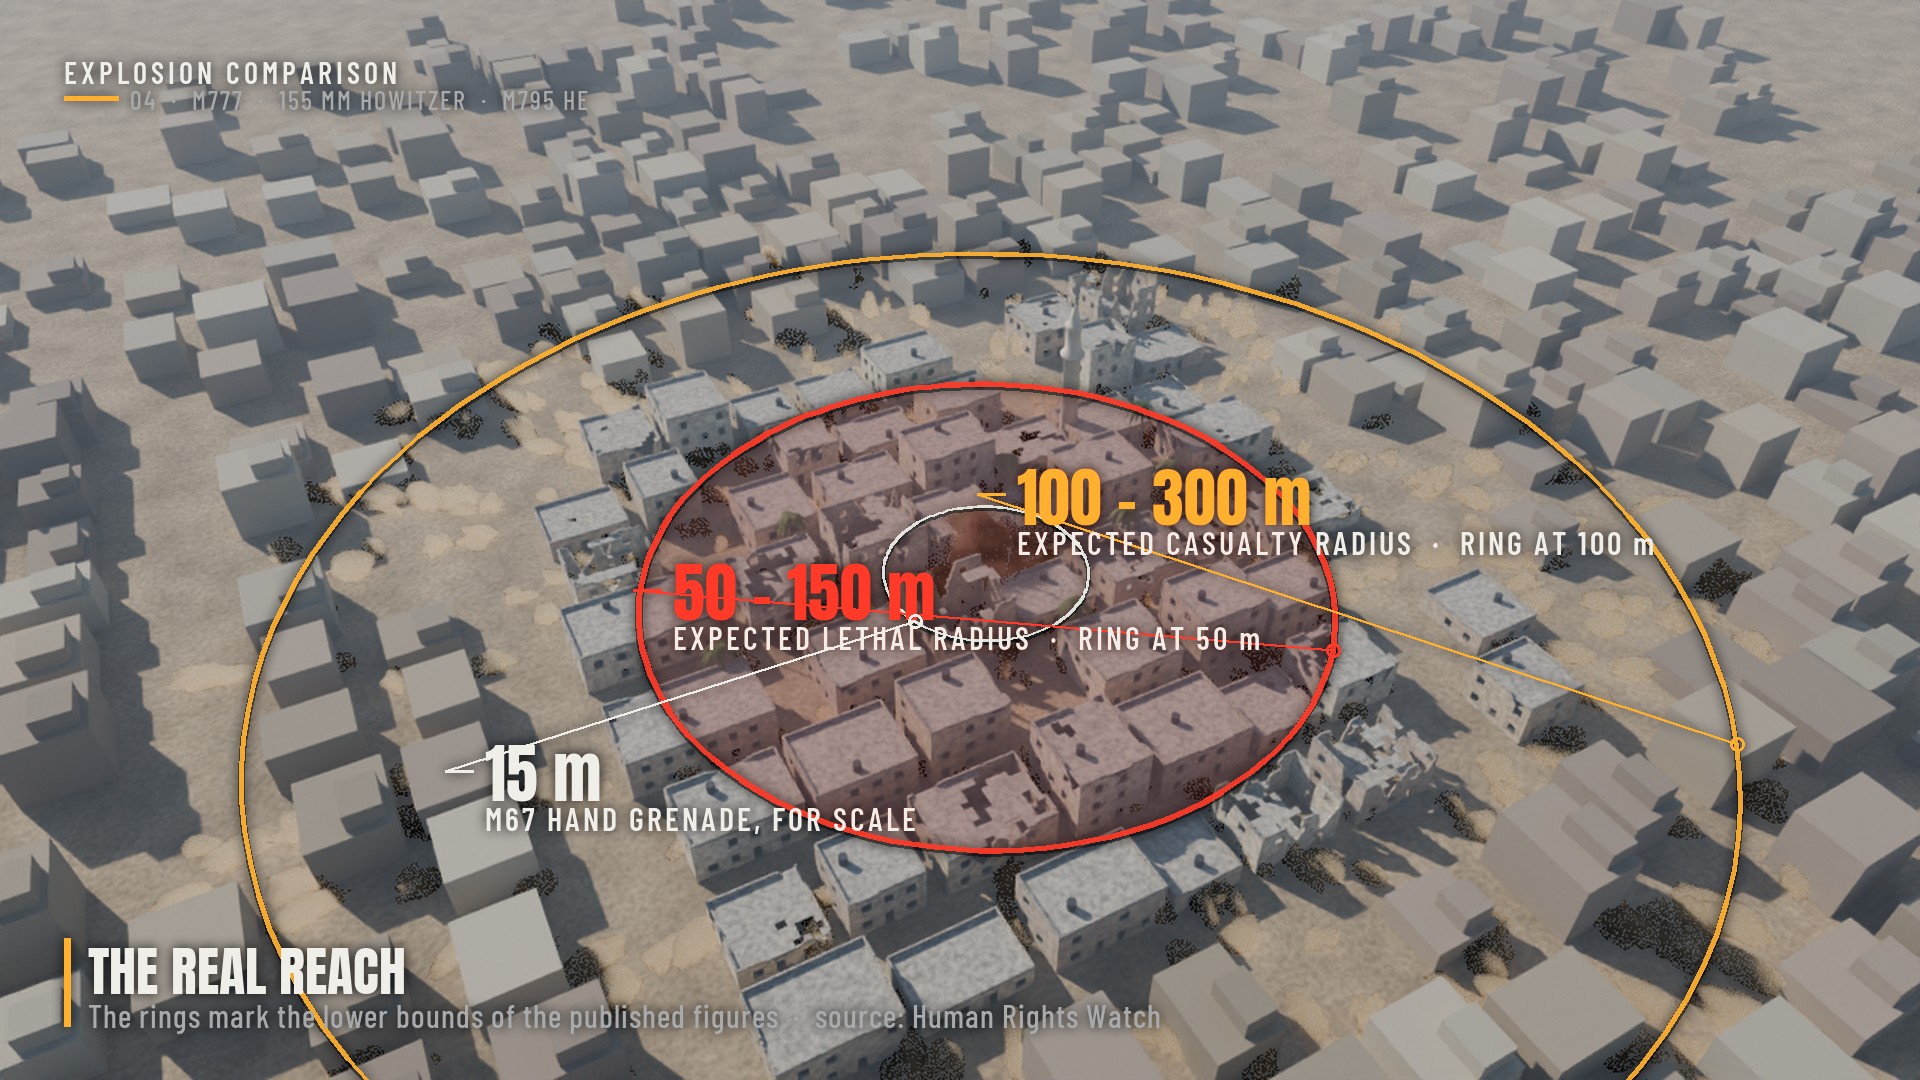 EXPLOSION COMPARISON
04 · M777 · 155 MM HOWITZER · M795 HE
100 - 300 m
EXPECTED CASUALTY RADIUS · RING AT 100 m
50 - 150 m
EXPECTED LETHAL RADIUS · RING AT 50 m
15 m
M67 HAND GRENADE, FOR SCALE
THE REAL REACH
The rings mark the lower bounds of the published figures · source: Human Rights Watch